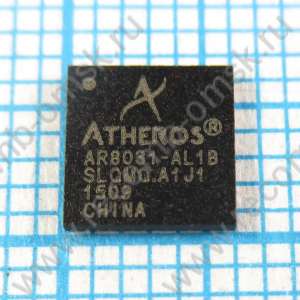 ATHEROS®
AR8031-AL1B
SLQMQ.A1J1
1509
CHINA